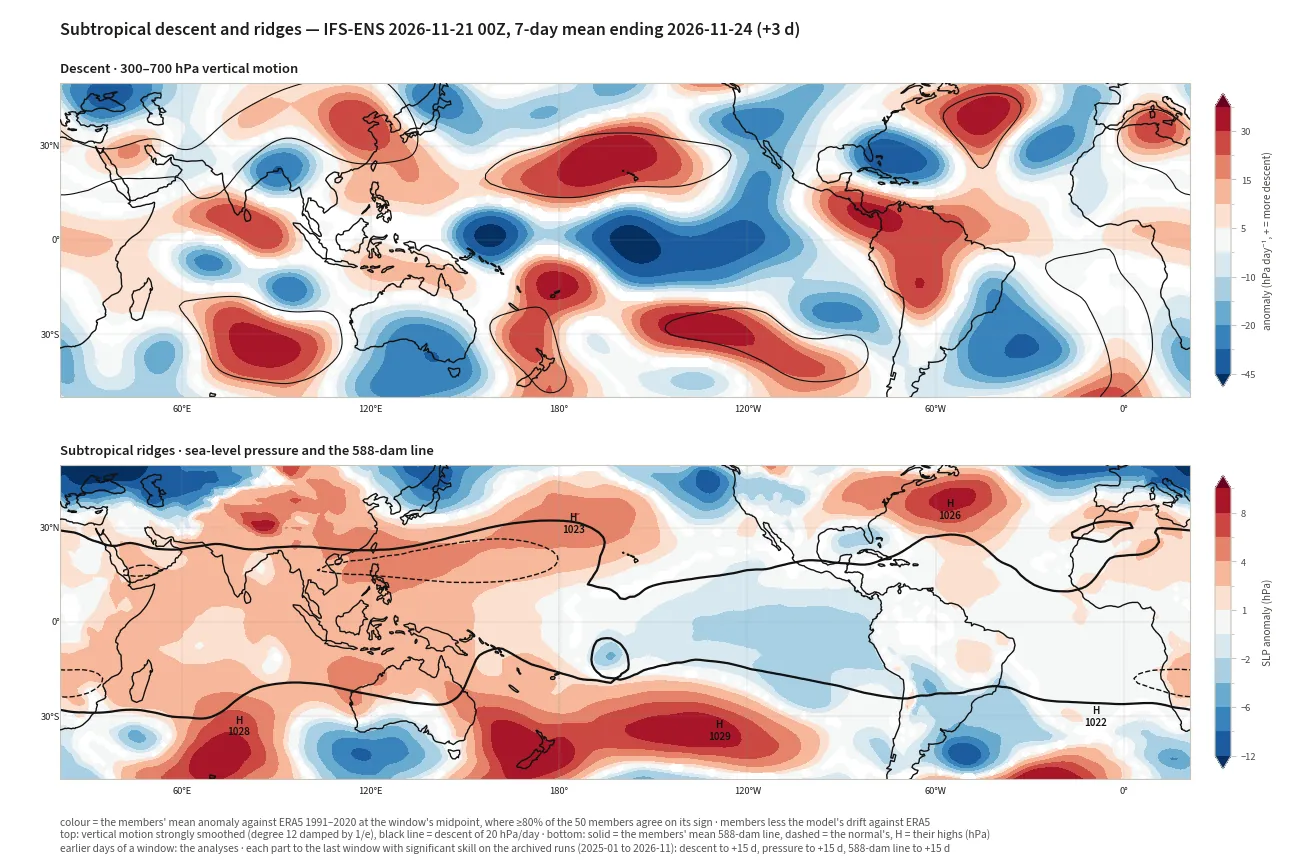 Subtropical descent and ridges — IFS-ENS 2026-11-21 00Z, 7-day mean ending 2026-11-24 (+3 d)
Descent · 300–700 hPa vertical motion
30°N
0°
30°S
60°E
120°E
180°
120°W
60°W
0°
30
15
5
−10
−20
−45
anomaly (hPa day⁻¹, + = more descent)
Subtropical ridges · sea-level pressure and the 588-dam line
H
1023
H
1026
H
1028
H
1029
H
1022
30°N
0°
30°S
60°E
120°E
180°
120°W
60°W
0°
8
4
1
−2
−6
−12
SLP anomaly (hPa)
colour = the members' mean anomaly against ERA5 1991–2020 at the window's midpoint, where ≥80% of the 50 members agree on its sign · members less the model's drift against ERA5
top: vertical motion strongly smoothed (degree 12 damped by 1/e), black line = descent of 20 hPa/day · bottom: solid = the members' mean 588-dam line, dashed = the normal's, H = their highs (hPa)
earlier days of a window: the analyses · each part to the last window with significant skill on the archived runs (2025-01 to 2026-11): descent to +15 d, pressure to +15 d, 588-dam line to +15 d